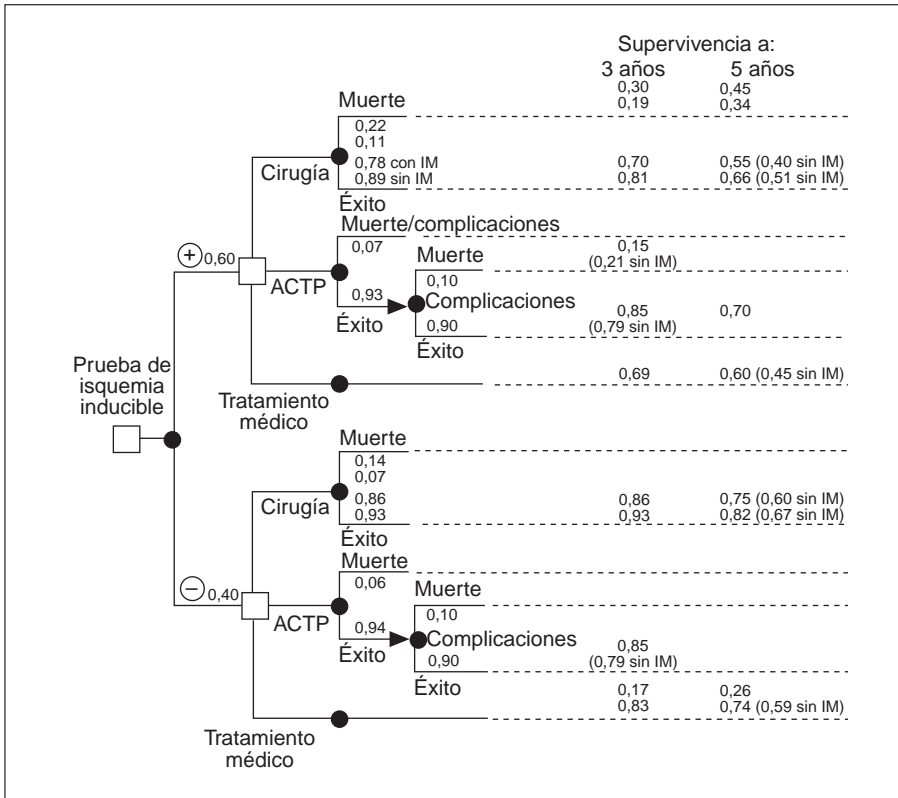 Supervivencia a:
3 años 5 años
0,30 0,45
Muerte 0,19 0,34
0,22
0,11
Cirugía 0,78 con IM 0,70 0,55 (0,40 sin IM)
0,89 sin IM 0,81 0,66 (0,51 sin IM)
Éxito
Muerte/complicaciones
+ 0,60 0,07 Muerte 0,15
(0,21 sin IM)
ACTP 0,10
0,93 Complicaciones 0,85 0,70
Éxito 0,90 (0,79 sin IM)
Éxito
Prueba de
isquemia
inducible
0,69 0,60 (0,45 sin IM)
Tratamiento
médico
Muerte
0,14
0,07
Cirugía 0,86 0,86 0,75 (0,60 sin IM)
0,93 0,93 0,82 (0,67 sin IM)
Éxito
Muerte
− 0,40 0,06 Muerte
ACTP 0,10
0,94 Complicaciones 0,85
Éxito 0,90 (0,79 sin IM)
Éxito
0,17 0,26
0,83 0,74 (0,59 sin IM)
Tratamiento
médico